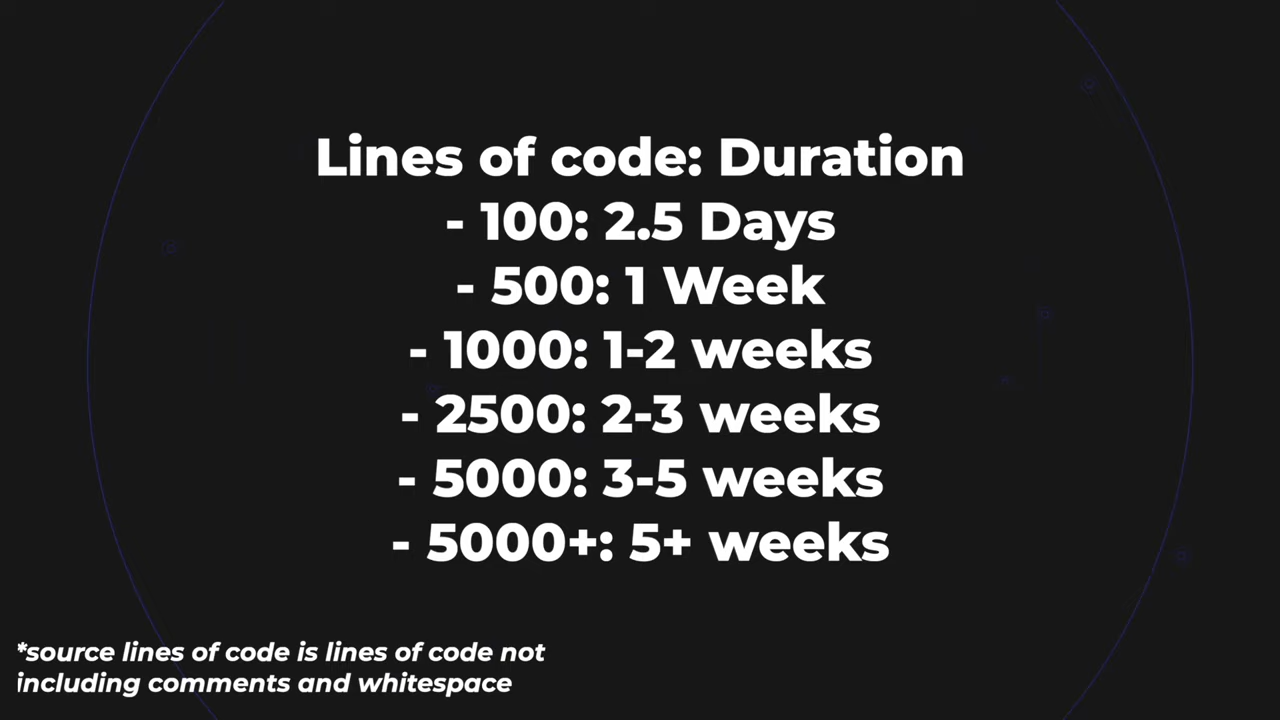 Lines of code: Duration
- 100: 2.5 Days
- 500: 1 Week
- 1000: 1-2 weeks
- 2500: 2-3 weeks
- 5000: 3-5 weeks
- 5000+: 5+ weeks
*source lines of code is lines of code not
including comments and whitespace